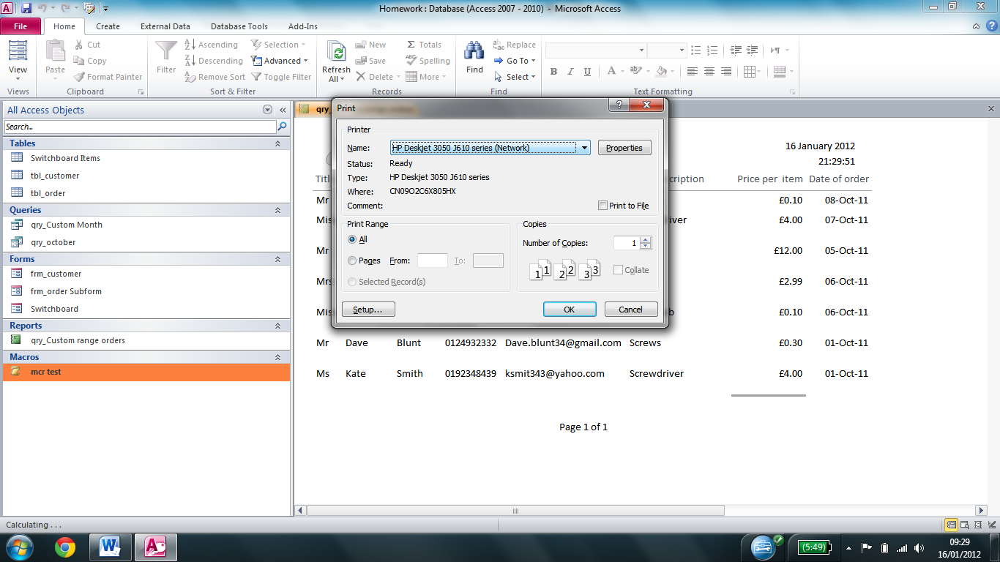 Homework : Database (Access 2007 - 2010) - Microsoft Access
File Home Create External Data Database Tools Add-Ins
View
Views
Paste
Cut
Copy
Format Painter
Clipboard
Filter
Ascending
Descending
Remove Sort
Selection
Advanced
Toggle Filter
Sort & Filter
Refresh All
New
Save
Delete
Totals
Spelling
More
Records
Find
Replace
Go To
Select
Find
B I U A
Text Formatting
All Access Objects
Search...
Tables
Switchboard Items
tbl_customer
tbl_order
Queries
qry_Custom Month
qry_october
Forms
frm_customer
frm_order Subform
Switchboard
Reports
qry_Custom range orders
Macros
mcr test
qry_
16 January 2012
21:29:51
Price per item Date of order
Mr £0.10 08-Oct-11
£4.00 07-Oct-11
Mr £12.00 05-Oct-11
Mrs £2.99 06-Oct-11
£0.10 06-Oct-11
Mr Dave Blunt 0124932332 Dave.blunt34@gmail.com Screws £0.30 01-Oct-11
Ms Kate Smith 0192348439 ksmit343@yahoo.com Screwdriver £4.00 01-Oct-11
Page 1 of 1
Print
Printer
Name: HP Deskjet 3050 J610 series (Network) Properties
Status: Ready
Type: HP Deskjet 3050 J610 series
Where: CN09O2C6X805HX
Comment: Print to File
Print Range
All
Pages From: To:
Selected Record(s)
Copies
Number of Copies: 1
1 1 2 2 3 3 Collate
Setup... OK Cancel
Calculating . . .
(5:49)
09:29
16/01/2012